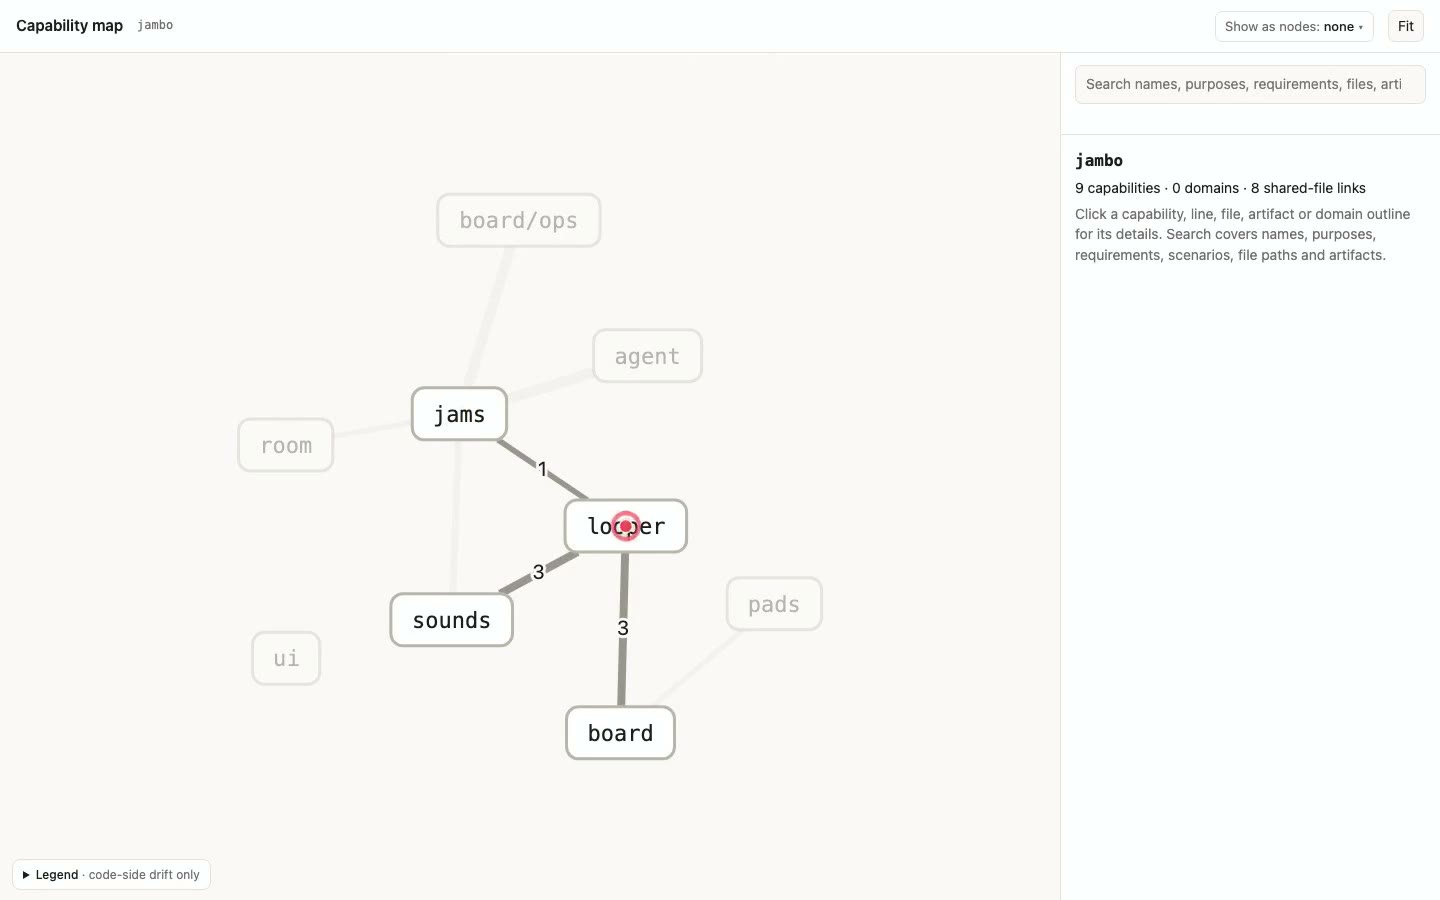 Capability map jambo
Show as nodes: none ▾
Fit
Search names, purposes, requirements, files, arti
jambo
9 capabilities · 0 domains · 8 shared-file links
Click a capability, line, file, artifact or domain outline
for its details. Search covers names, purposes,
requirements, scenarios, file paths and artifacts.
board/ops
agent
jams
room
1
looper
3
sounds
pads
3
ui
board
▶ Legend · code-side drift only